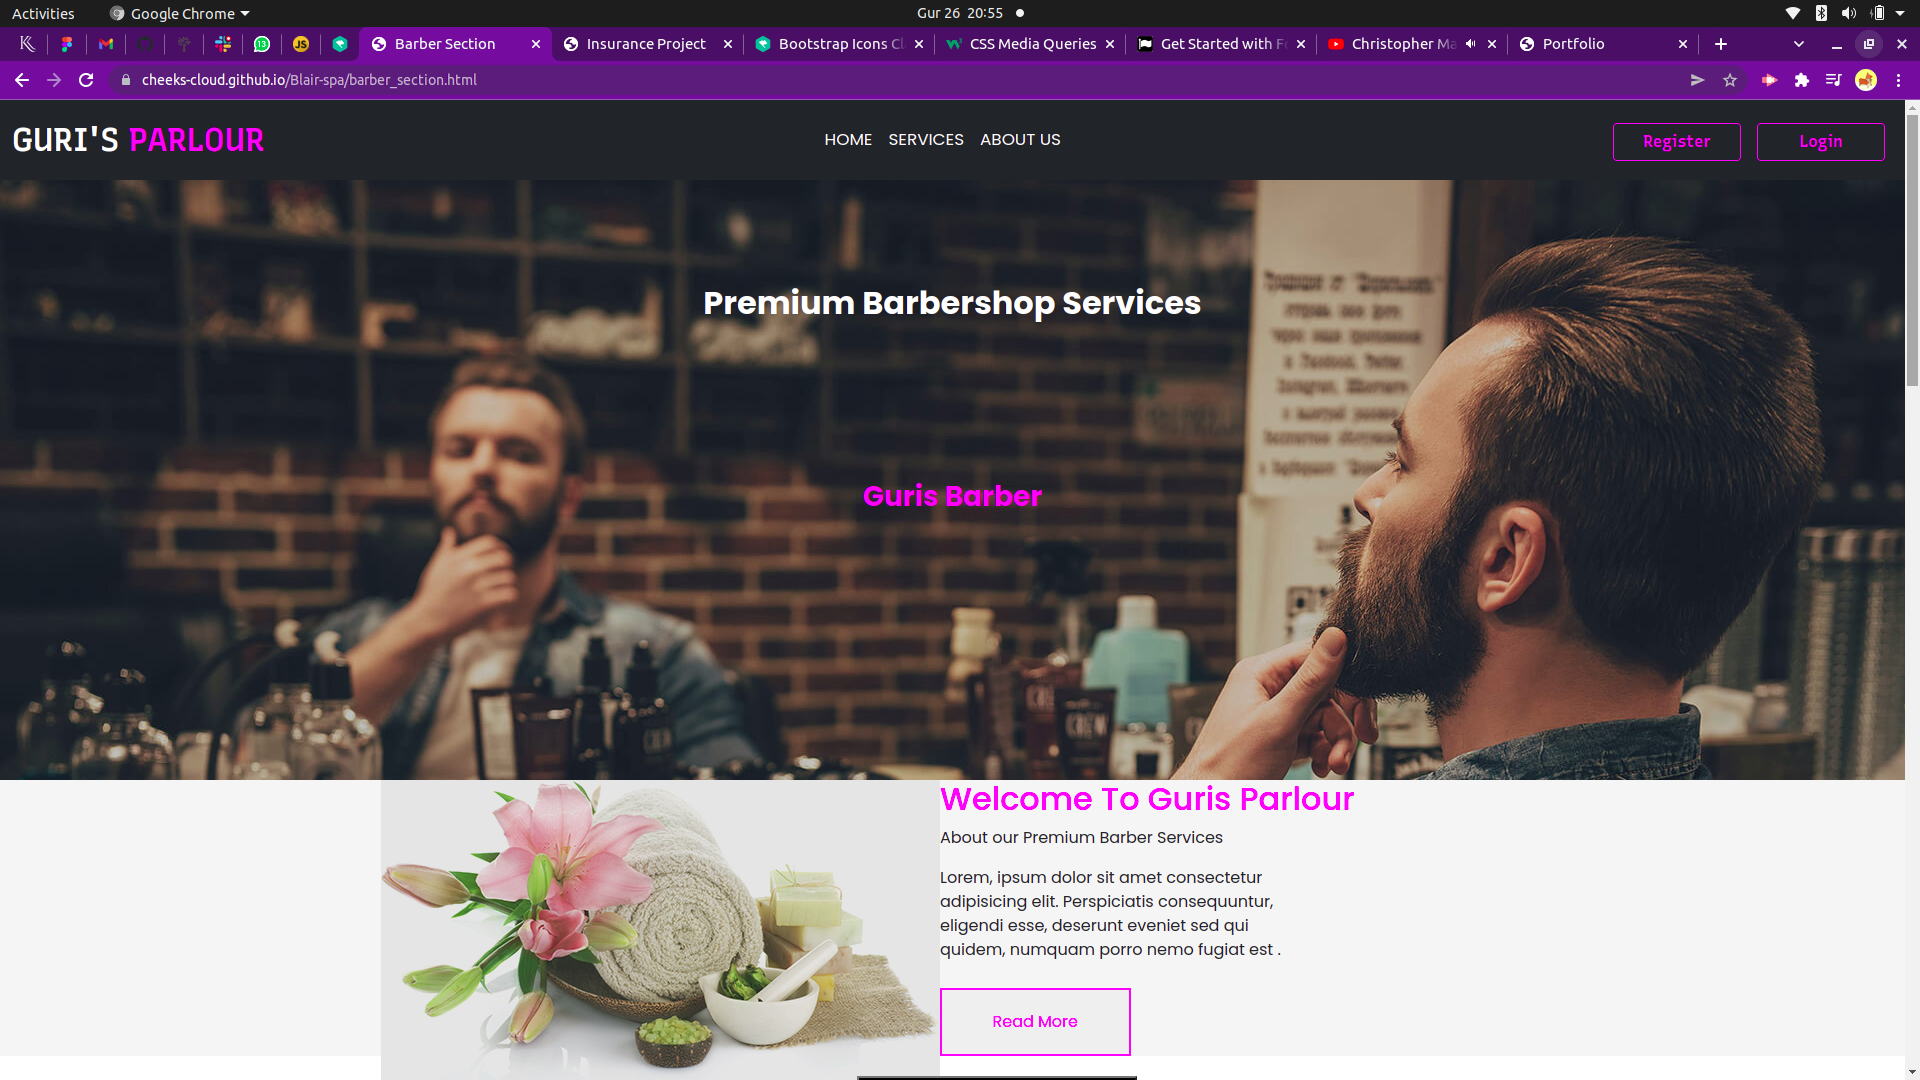 Activities
Google Chrome
Gur 26 20:55
13
JS
Barber Section
Insurance Project
Bootstrap Icons
CSS Media Queries
Get Started with
Christopher
Portfolio
cheeks-cloud.github.io/Blair-spa/barber_section.html
GURI'S PARLOUR
HOME SERVICES ABOUT US
Register
Login
Premium Barbershop Services
Guris Barber
CREW
Welcome To Guris Parlour
About our Premium Barber Services
Lorem, ipsum dolor sit amet consectetur
adipisicing elit. Perspiciatis consequuntur,
eligendi esse, deserunt eveniet sed qui
quidem, numquam porro nemo fugiat est .
Read More